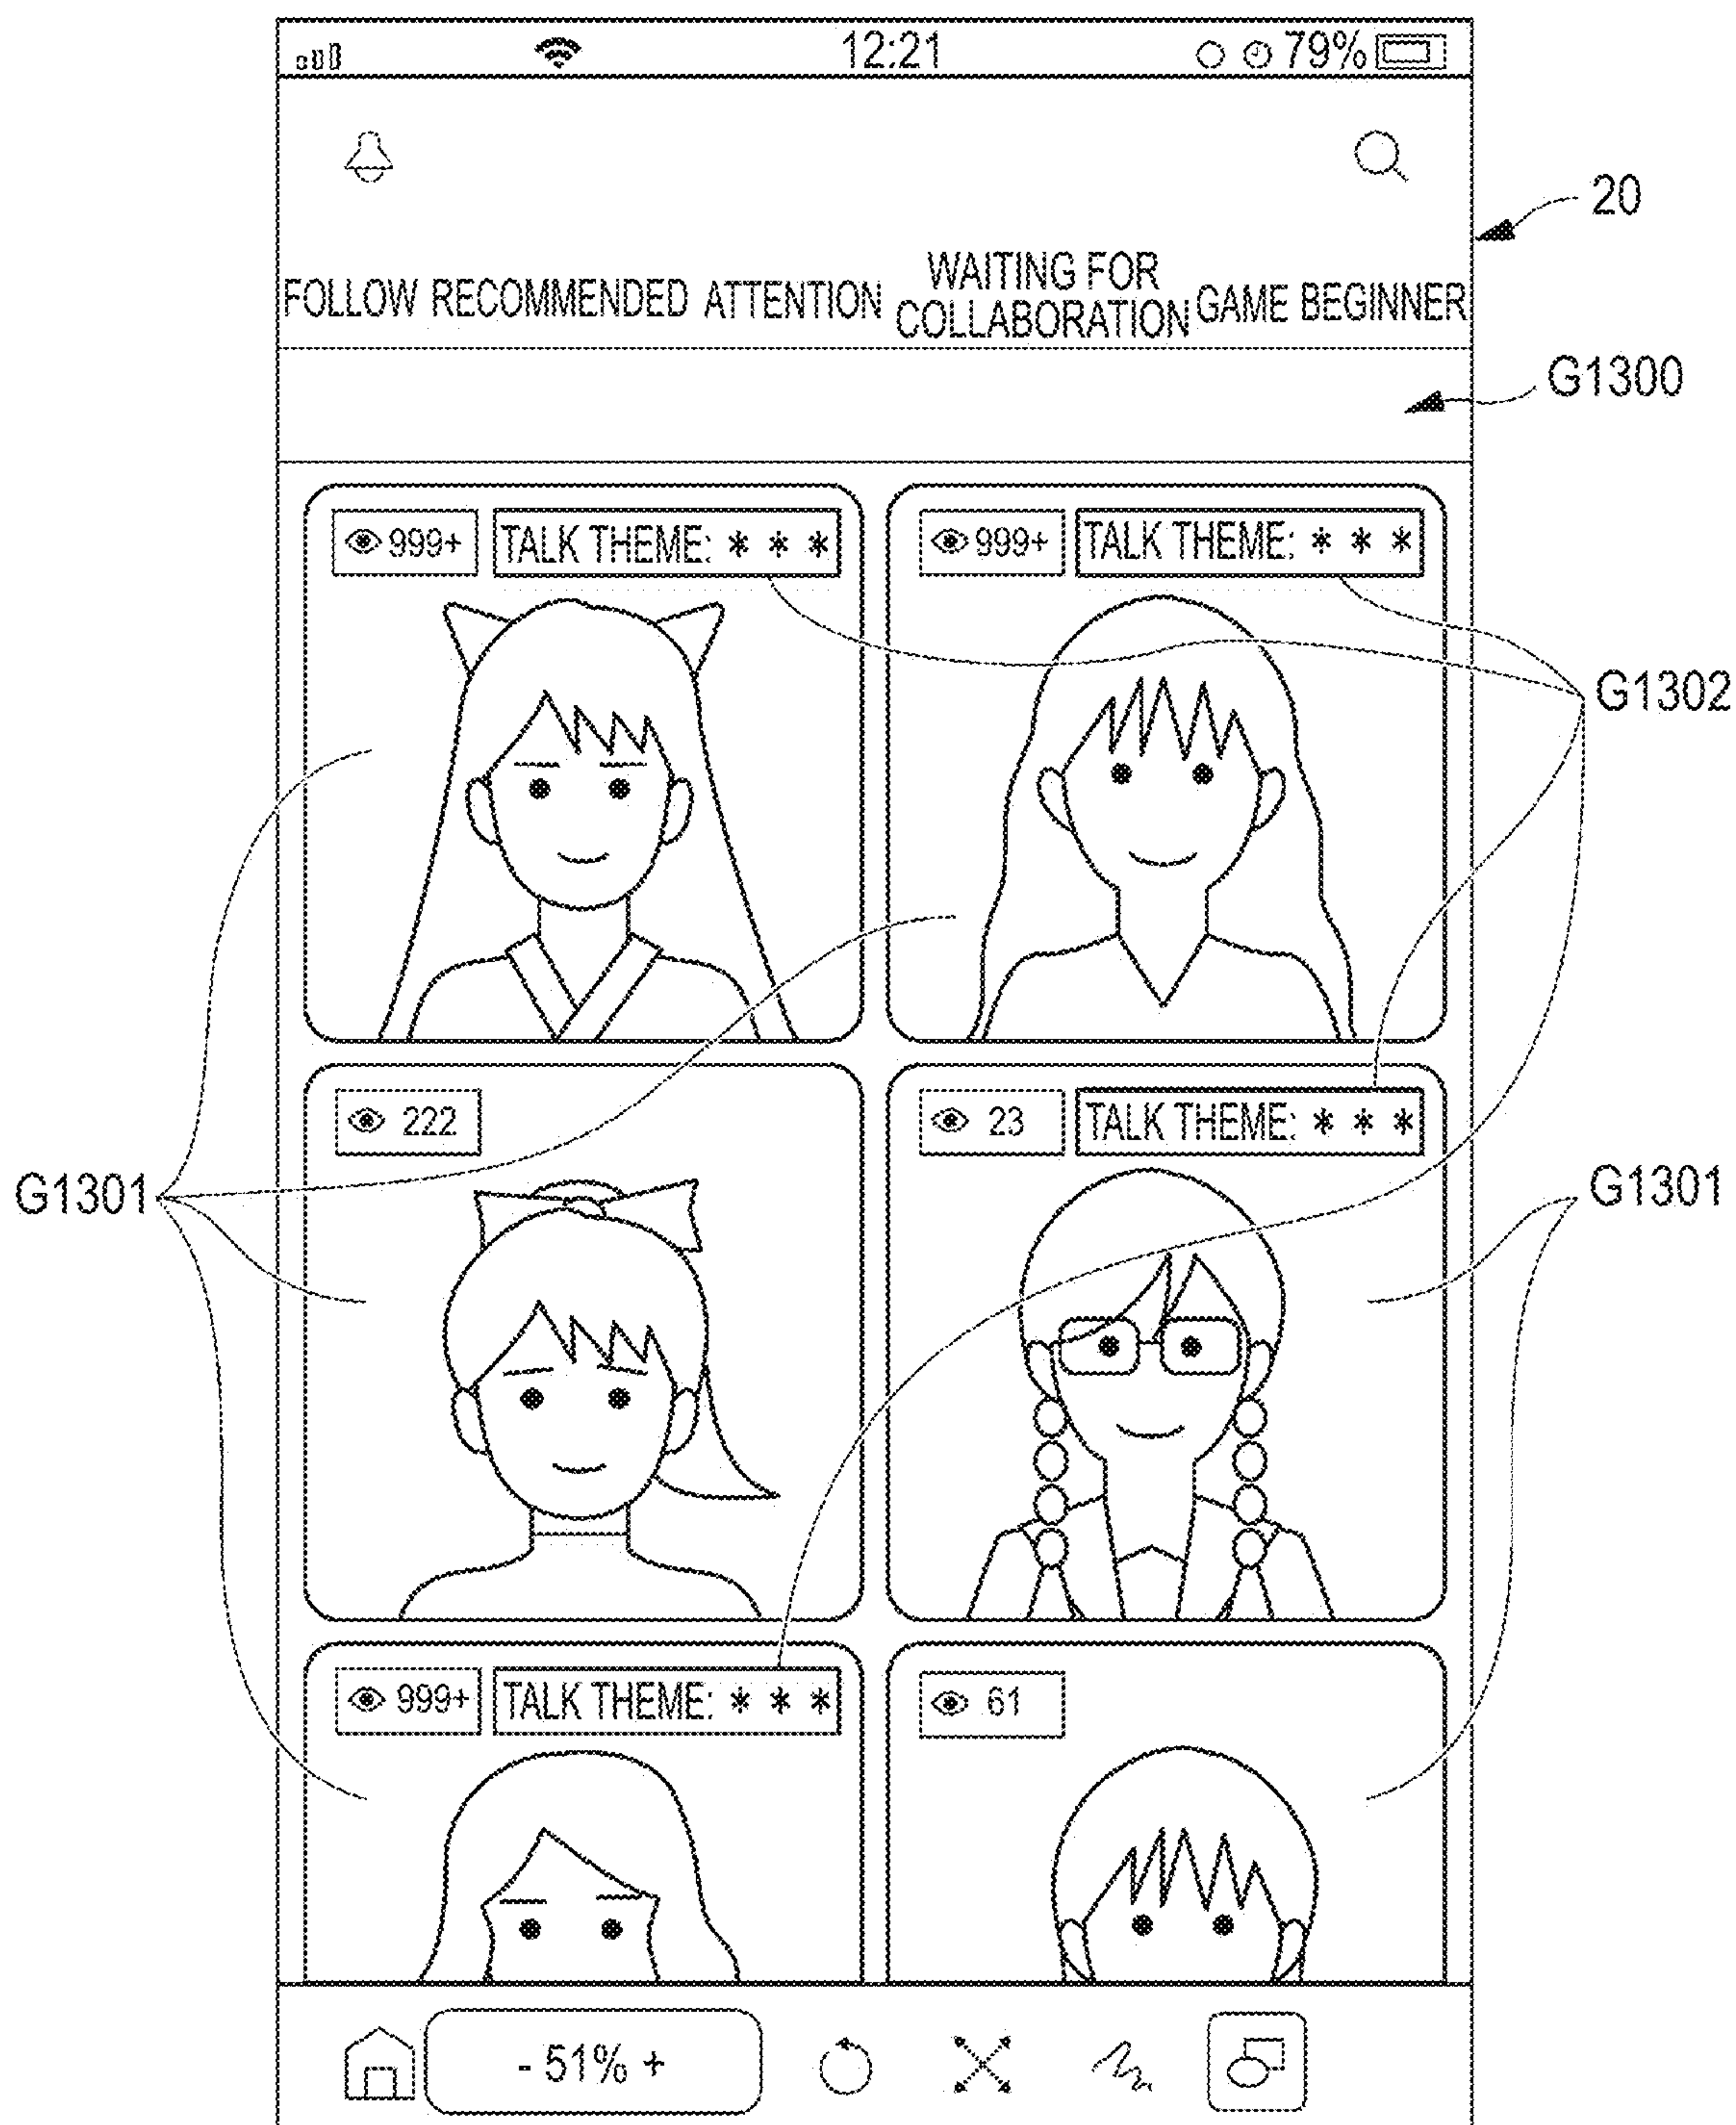 12:21 79%
20
FOLLOW RECOMMENDED ATTENTION WAITING FOR COLLABORATION GAME BEGINNER
G1300
999+ TALK THEME: * * *
999+ TALK THEME: * * *
G1302
222
23 TALK THEME: * * *
G1301
G1301
999+ TALK THEME: * * *
61
- 51% +